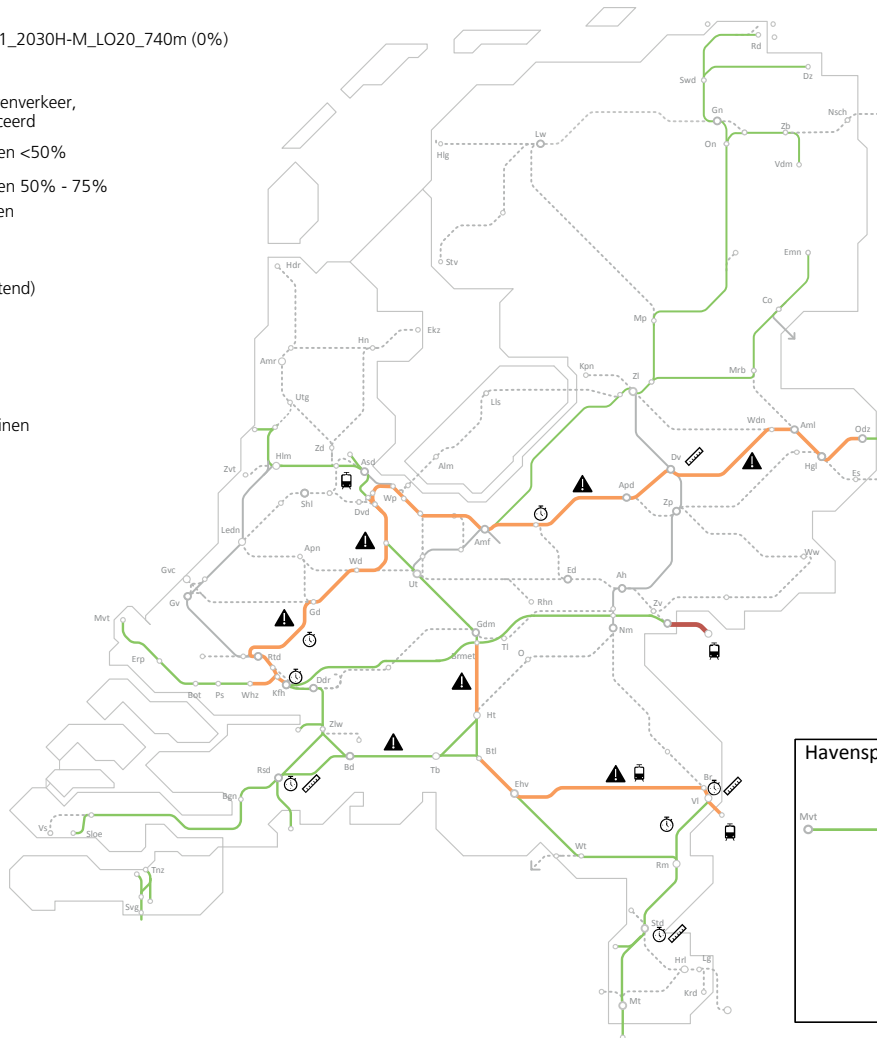 1_2030H-M_LO20_740m (0%)
enverkeer,
ceerd
en <50%
en 50% - 75%
en
tend)
inen
Rd
Dz
Swd
Gn
Nsch
Zb
On
Vdm
Lw
Hlg
Stv
Emn
Hdr
Co
Mp
Ekz
Hn
Amr
Kpn
Zl
Mrb
Utg
Lls
Wdn
Aml
Odz
Zd
Asd
Hlm
Zvt
Alm
Dv
Hgl
Es
Shl
Wp
Apd
Zp
Dvd
Ledn
Amf
Apn
Wd
Ww
Gvc
Ut
Ed
Ah
Gv
Gd
Rhn
Zv
Mvt
Gdm
Tl
Nm
Brmet
Erp
Rtd
O
Bot
Ps
Whz
Kfh
Ddr
Ht
Zlw
Btl
Havensp
Rsd
Bd
Tb
Ehv
Br
Bgn
Vl
Mvt
Vs
Sloe
Wt
Rm
Tnz
Svg
Std
Hrl
Lg
Krd
Mt